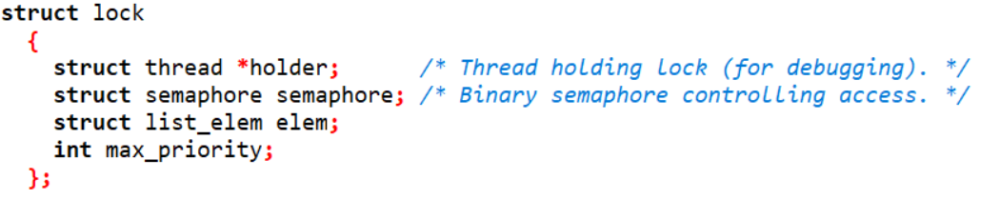 struct lock
{
struct thread *holder; /* Thread holding lock (for debugging). */
struct semaphore semaphore; /* Binary semaphore controlling access. */
struct list_elem elem;
int max_priority;
};